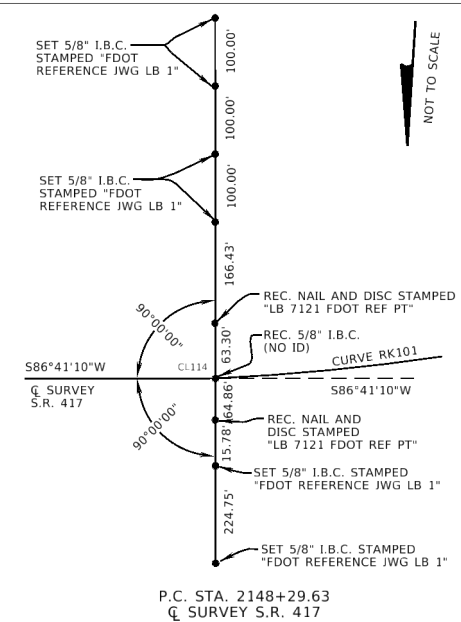 SET 5/8" I.B.C.
STAMPED "FDOT
REFERENCE JWG LB 1"
100.00'
NOT TO SCALE
100.00'
SET 5/8" I.B.C.
STAMPED "FDOT
REFERENCE JWG LB 1"
100.00'
166.43'
REC. NAIL AND DISC STAMPED
"LB 7121 FDOT REF PT"
90°00'00"
63.30'
REC. 5/8" I.B.C.
(NO ID)
CURVE RK101
S86°41'10"W
CL114
S86°41'10"W
℄ SURVEY
S.R. 417
64.86'
90°00'00"
REC. NAIL AND
DISC STAMPED
"LB 7121 FDOT REF PT"
15.78'
SET 5/8" I.B.C. STAMPED
"FDOT REFERENCE JWG LB 1"
224.75'
SET 5/8" I.B.C. STAMPED
"FDOT REFERENCE JWG LB 1"
P.C. STA. 2148+29.63
℄ SURVEY S.R. 417